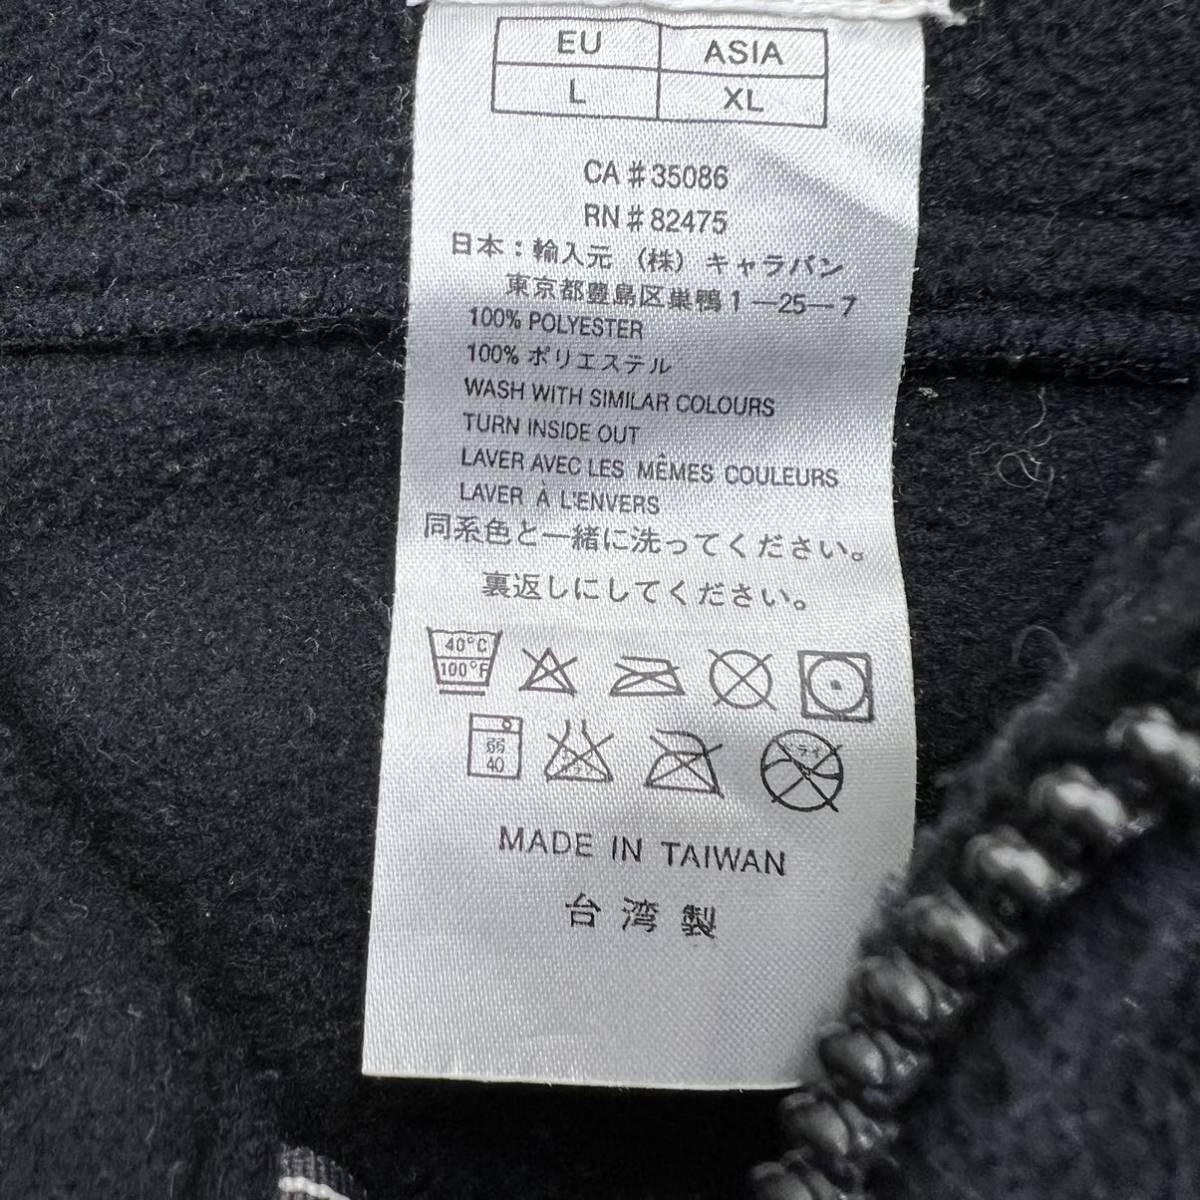 EU ASIA
L XL
CA #35086
RN #82475
日本：輸入元 （株）キャラバン
東京都豊島区巣鴨1—25—7
100% POLYESTER
100% ポリエステル
WASH WITH SIMILAR COLOURS
TURN INSIDE OUT
LAVER AVEC LES MÊMES COULEURS
LAVER À L'ENVERS
同系色と一緒に洗ってください。
裏返しにしてください。
40°C
100°F
弱
40
ドライ
MADE IN TAIWAN
台湾製